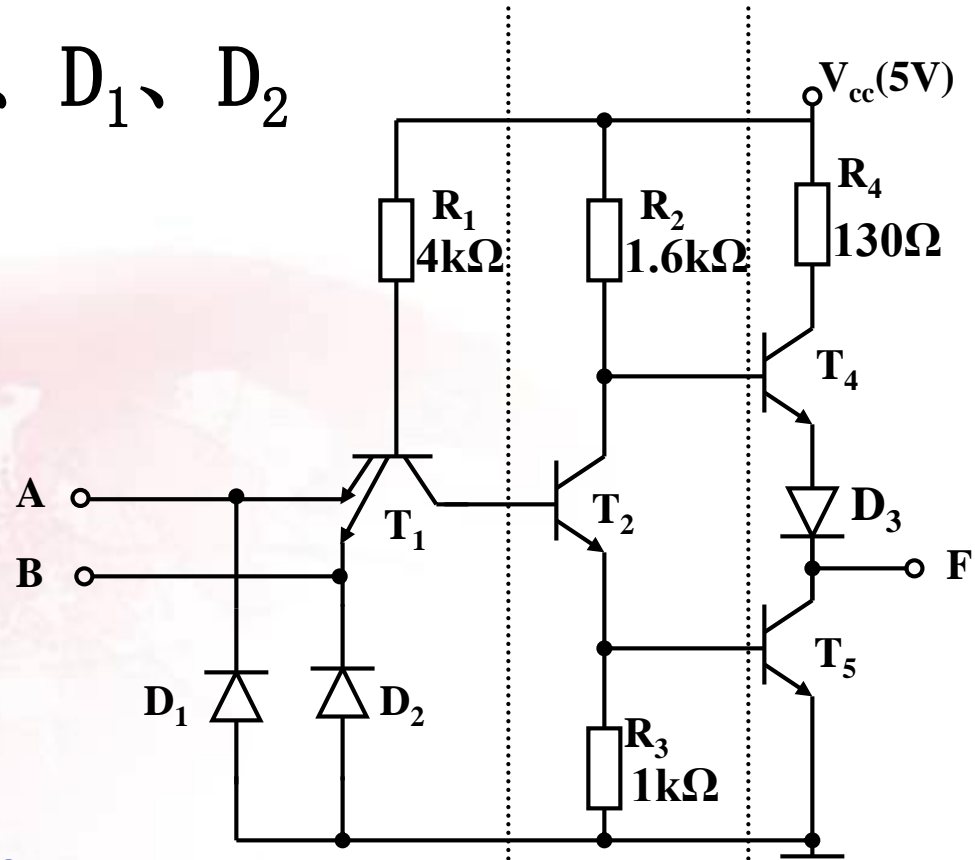 、D₁、D₂
Vcc(5V)
R₄
130Ω
R₁
4kΩ
R₂
1.6kΩ
T₄
A
T₁
T₂
D₃
B
F
D₁
D₂
T₅
R₃
1kΩ